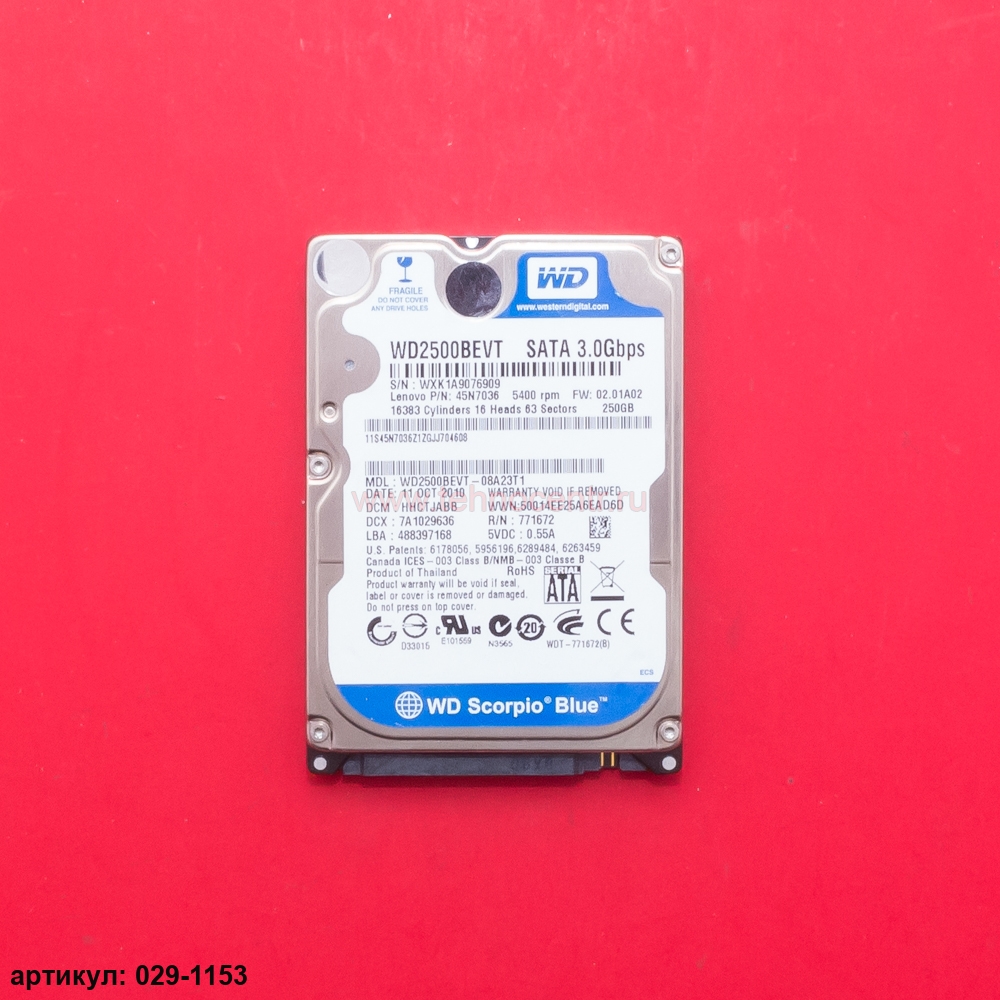 FRAGILE
DO NOT COVER
ANY DRIVE HOLES
WD
www.westerndigital.com
WD2500BEVT SATA 3.0Gbps
S/N : WXK1A9076909
Lenovo P/N: 45N7036 5400 rpm FW: 02.01A02
16383 Cylinders 16 Heads 63 Sectors 250GB
11S45N7036Z1ZGJJ704608
MDL : WD2500BEVT-08A23T1
DATE: 11 OCT 2010 WARRANTY VOID IF REMOVED
DCM : HHCTJABB WWN:50014EE25A6EAD6D
DCX : 7A1029636 R/N : 771672
LBA : 488397168 5VDC : 0.55A
U.S. Patents: 6178056, 5956196,6289484, 6263459
Canada ICES-003 Class B/NMB-003 Classe B
Product of Thailand RoHS SERIAL
Product warranty will be void if seal, ATA
label or cover is removed or damaged.
Do not press on top cover.
D33015 c UR us E101559 N3565 20 WDT-771672(B) CE
ECS
WD Scorpio® Blue™
артикул: 029-1153